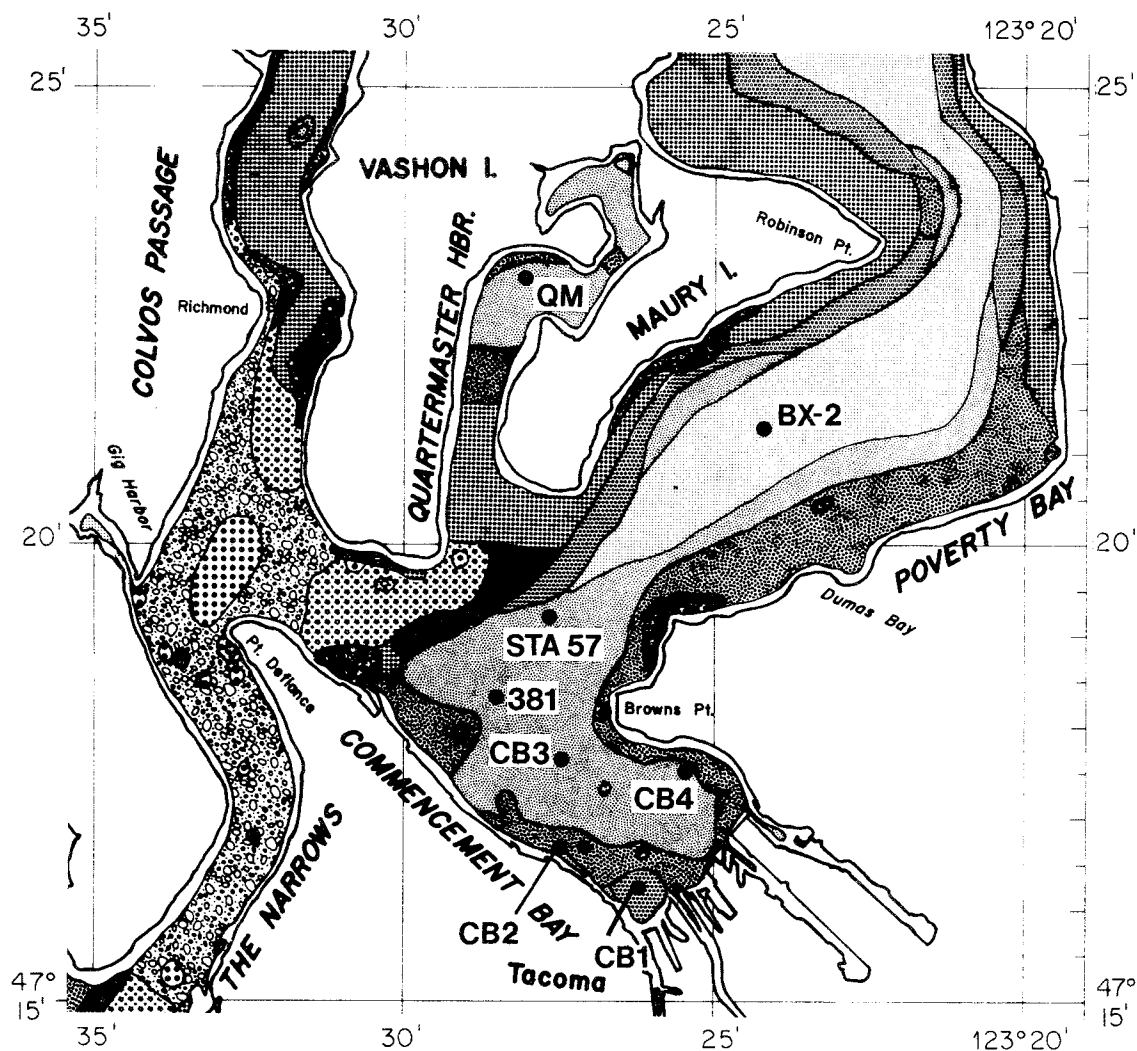 35'
30'
25'
123° 20'
25'
25'
COLVOS PASSAGE
VASHON I.
QUARTERMASTER HBR.
Robinson Pt.
MAURY I.
QM
Richmond
BX-2
Gig Harbor
20'
20'
POVERTY BAY
Dumas Bay
STA 57
Pt. Defiance
381
Browns Pt.
CB3
CB4
COMMENCEMENT BAY
THE NARROWS
CB2
CB1
Tacoma
47°
15'
47°
15'
35'
30'
25'
123° 20'